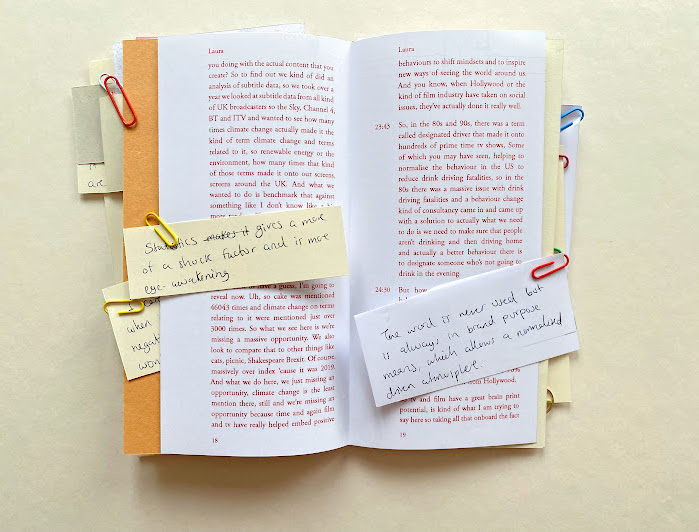 Laura
you doing with the actual content that you
create? So to find out we kind of did an
analysis of subtitle data, so we took over a
year we looked at subtitle data from all kind
of UK broadcasters so the Sky, Channel 4,
BT and ITV and wanted to see how many
times climate change actually made it the
kind of term climate change and terms
related to it, so renewable energy or the
environment, how many times that kind
of those terms made it onto our screens,
screens around the UK. And what we
wanted to do is benchmark that against
something like I don't know like a
Statistics makes it gives a more
of a shock factor and is more
eye-awakening
a guess, I'm going to
reveal now. Uh, so cake was mentioned
46043 times and climate change on terms
relating to it were mentioned just over
3000 times. So what we see here is we're
missing a massive opportunity. We also
look to compare that to other things like
cats, picnic, Shakespeare Brexit. Of course,
massively over index 'cause it was 2019.
And what we do here, we just missing an
opportunity, climate change is the least
mention there, still and we're missing an
opportunity because time and again film
and tv have really helped embed positive
18
are
when
negat
won
Laura
behaviours to shift mindsets and to inspire
new ways of seeing the world around us
And you know, when Hollywood or the
kind of film industry have taken on social
issues, they've actually done it really well.
23:43
So, in the 80s and 90s, there was a term
called designated driver that made it onto
hundreds of prime time tv shows, Some
of which you may have seen, helping to
normalise the behaviour in the US to
reduce drink driving fatalities, so in the
80s there was a massive issue with drink
driving fatalities and a behaviour change
kind of consultancy came in and came up
with a solution to actually what we need
to do is we need to make sure that people
aren't drinking and then driving home
and actually a better behaviour there is
to designate someone who's not going to
drink in the evening.
24:30
But how
The word is never used but
is always in brand purpose
means, which allows a normalised
driven atmosphere.
from Hollywood.
tv and film have a great brain print
potential, is kind of what I am trying to
say here so taking all that onboard the fact
19